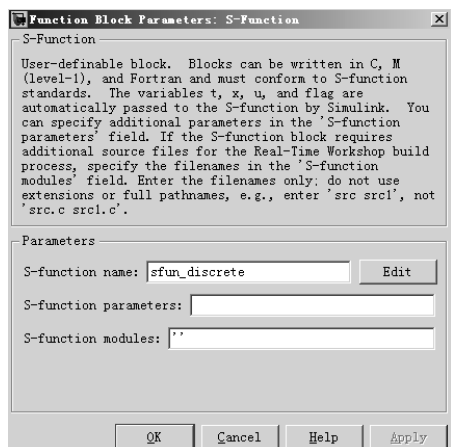 Function Block Parameters: S-Function
S-Function
User-definable block.  Blocks can be written in C, M
(level-1), and Fortran and must conform to S-function
standards.  The variables t, x, u, and flag are
automatically passed to the S-function by Simulink.  You
can specify additional parameters in the 'S-function
parameters' field. If the S-function block requires
additional source files for the Real-Time Workshop build
process, specify the filenames in the 'S-function
modules' field. Enter the filenames only; do not use
extensions or full pathnames, e.g., enter 'src src1', not
'src.c src1.c'.
Parameters
S-function name: sfun_discrete Edit
S-function parameters:
S-function modules: ''
OK Cancel Help Apply